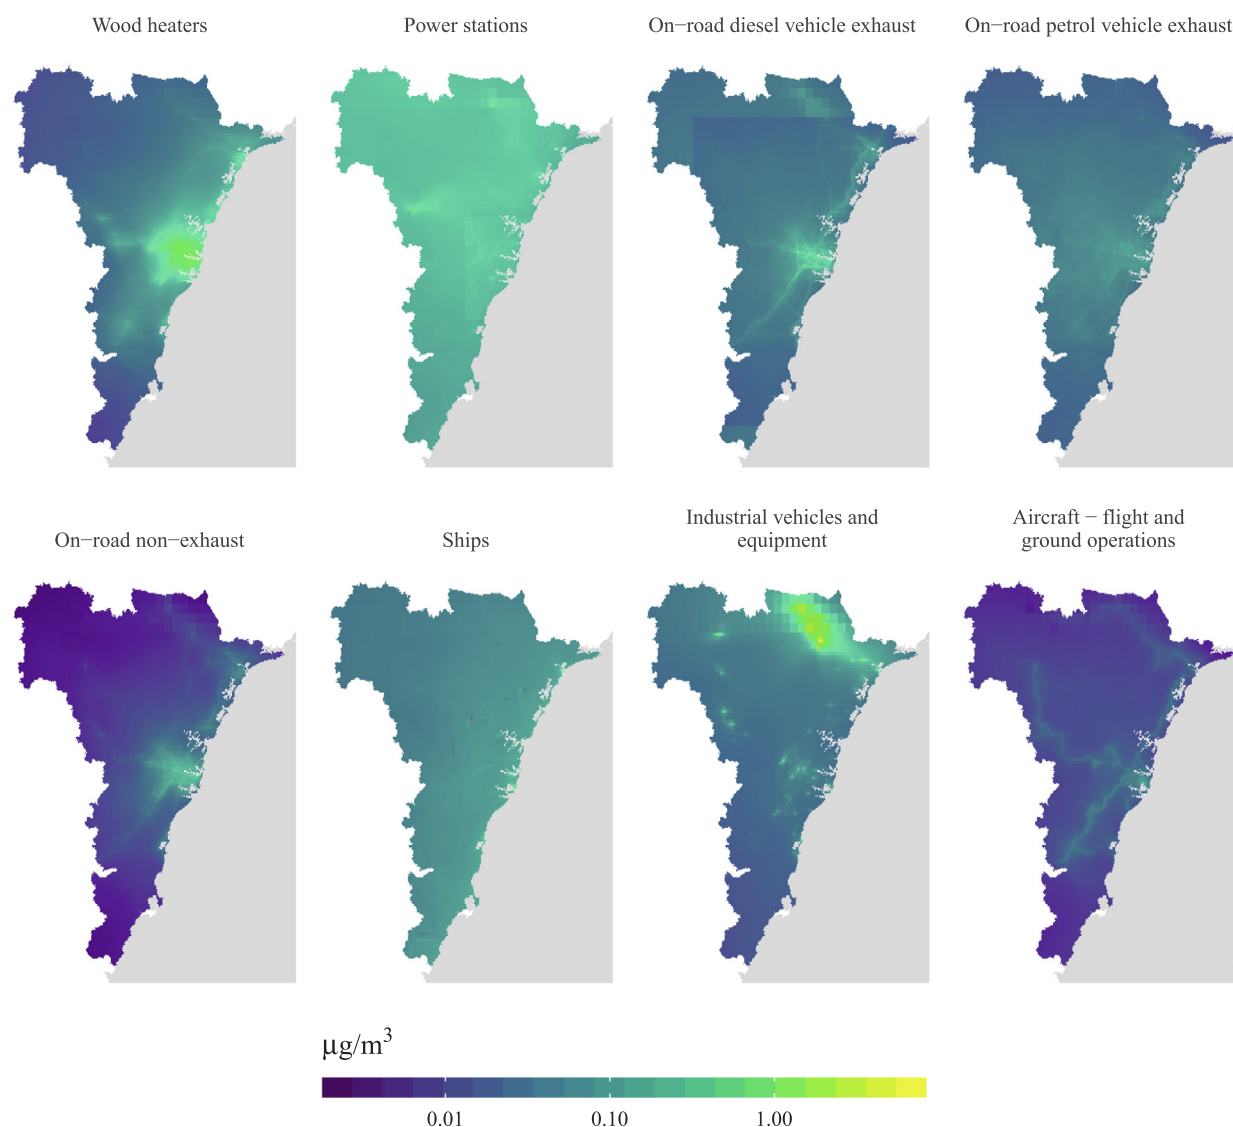 Wood heaters
Power stations
On−road diesel vehicle exhaust
On−road petrol vehicle exhaust
On−road non−exhaust
Ships
Industrial vehicles and
equipment
Aircraft − flight and
ground operations
μg/m³
0.01
0.10
1.00